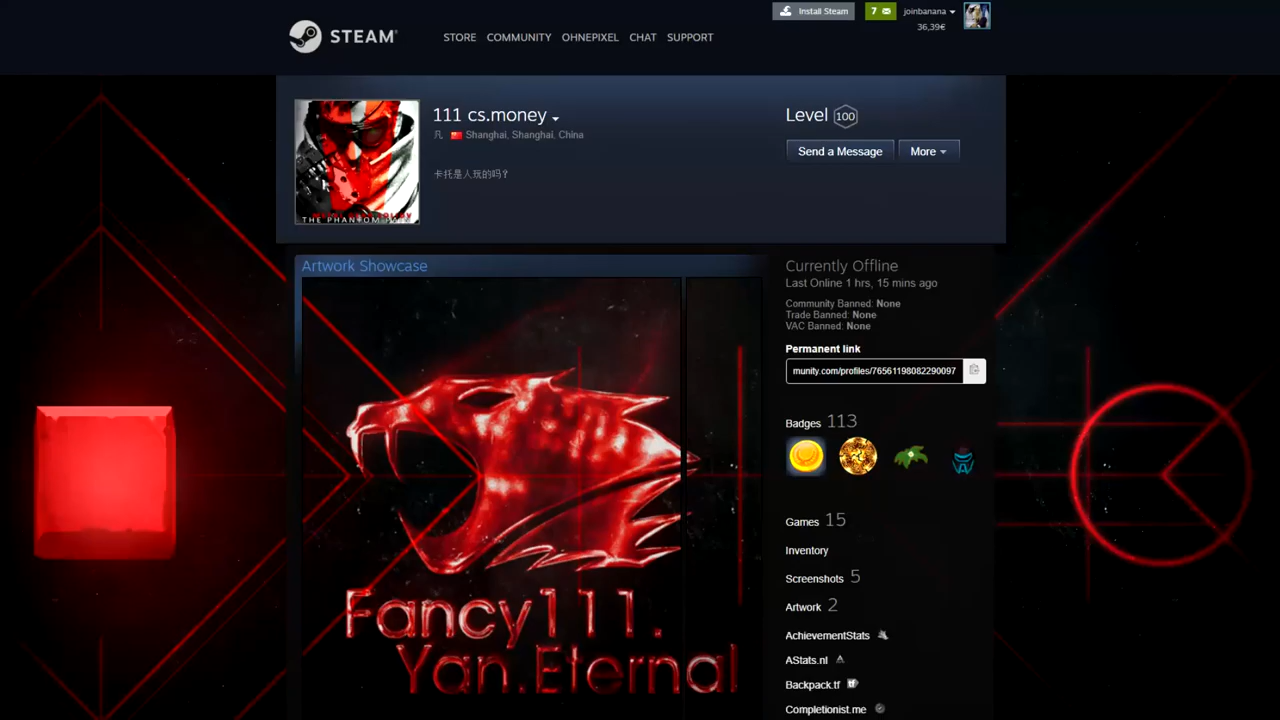 Install Steam
7
joinbanana
36,39€
STEAM
STORE COMMUNITY OHNEPIXEL CHAT SUPPORT
111 cs.money
凡 Shanghai, Shanghai, China
卡托是人玩的吗?
Level 100
Send a Message More
THE PHANTOM
Artwork Showcase
Fancy111.
Yan.Eternal
Currently Offline
Last Online 1 hrs, 15 mins ago
Community Banned: None
Trade Banned: None
VAC Banned: None
Permanent link
munity.com/profiles/76561198082290097
Badges 113
Games 15
Inventory
Screenshots 5
Artwork 2
AchievementStats
AStats.nl
Backpack.tf
Completionist.me